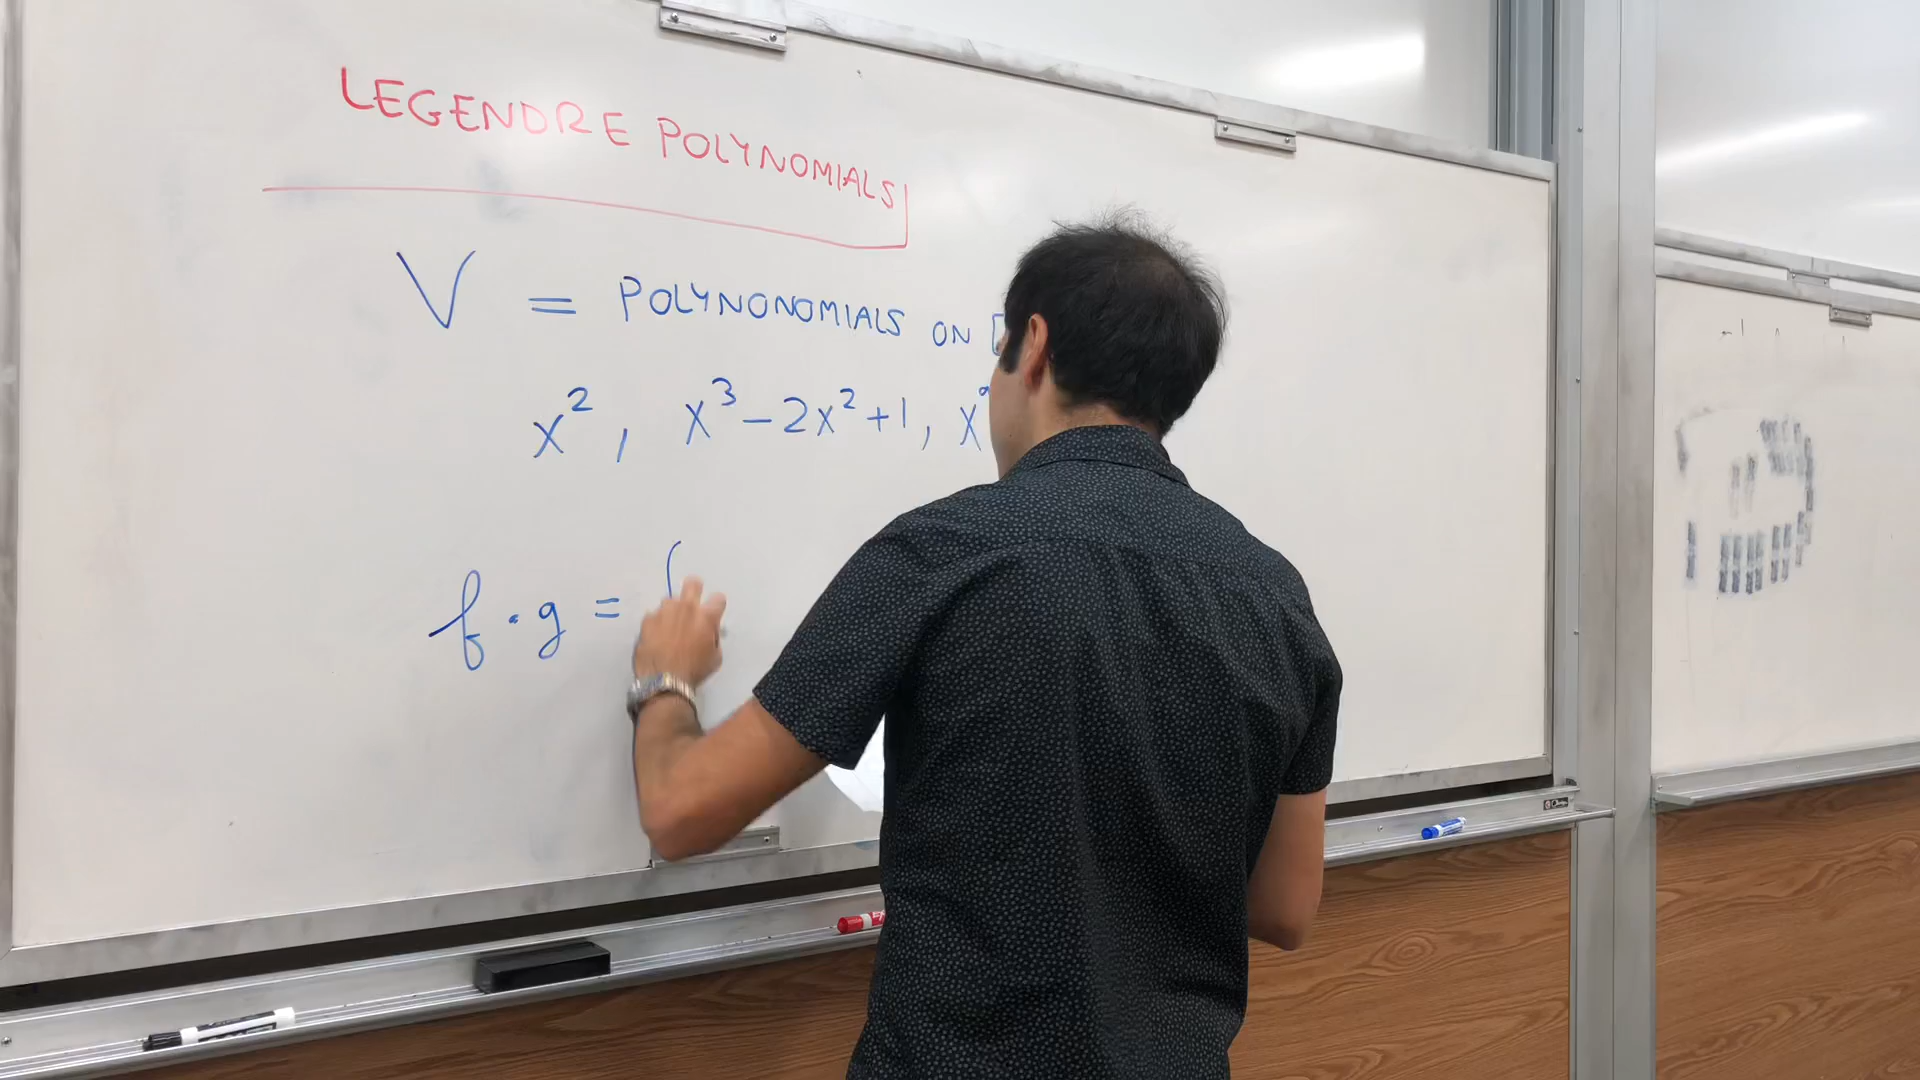 LEGENDRE POLYNOMIALS
V = POLYNONOMIALS ON [
x², x³-2x²+1, x
f·g = ∫